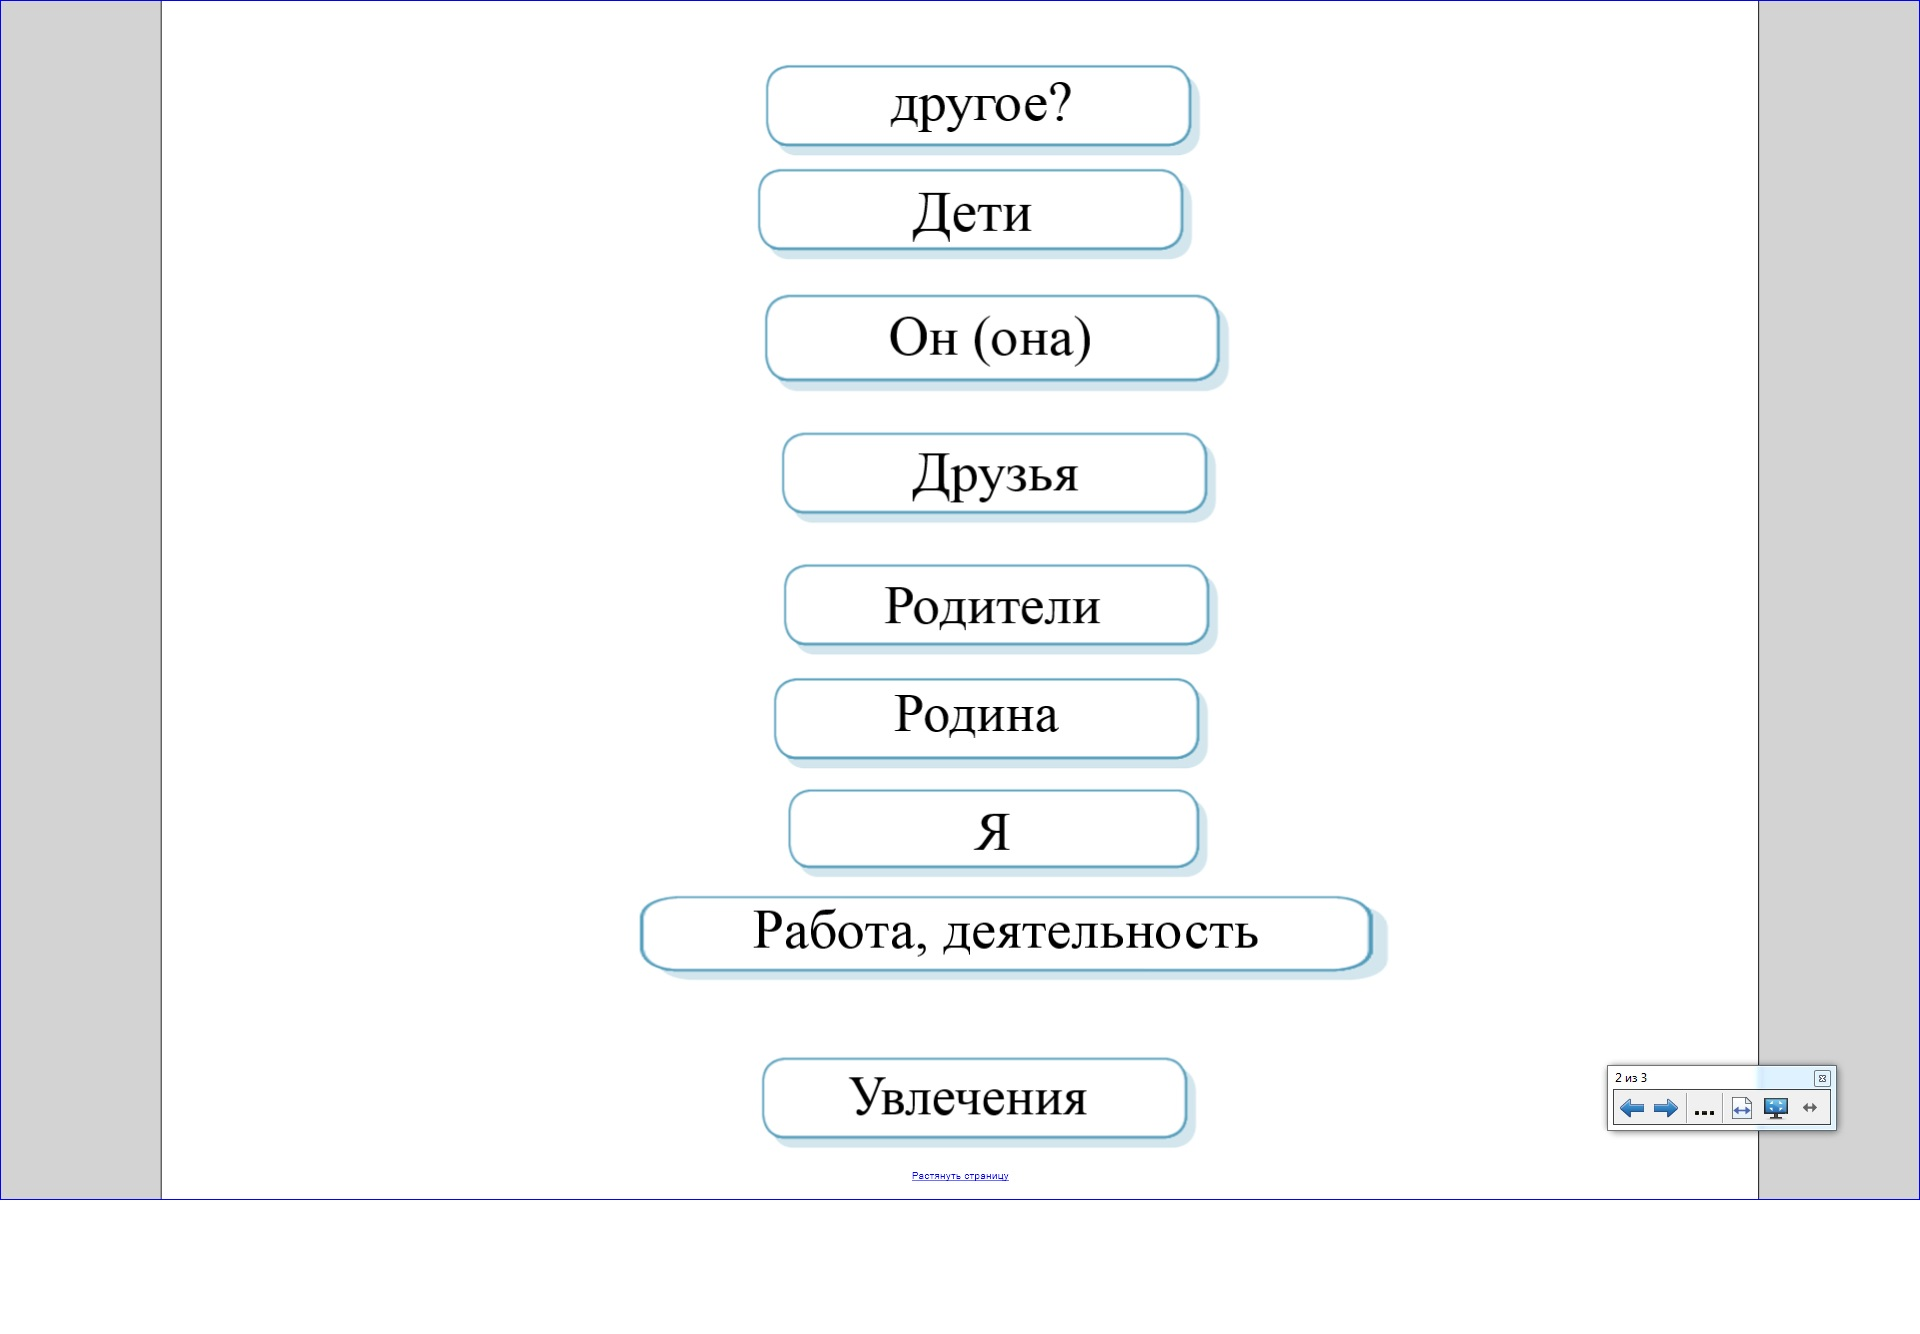 другое?
Дети
Он (она)
Друзья
Родители
Родина
Я
Работа, деятельность
Увлечения
2 из 3
Растянуть страницу